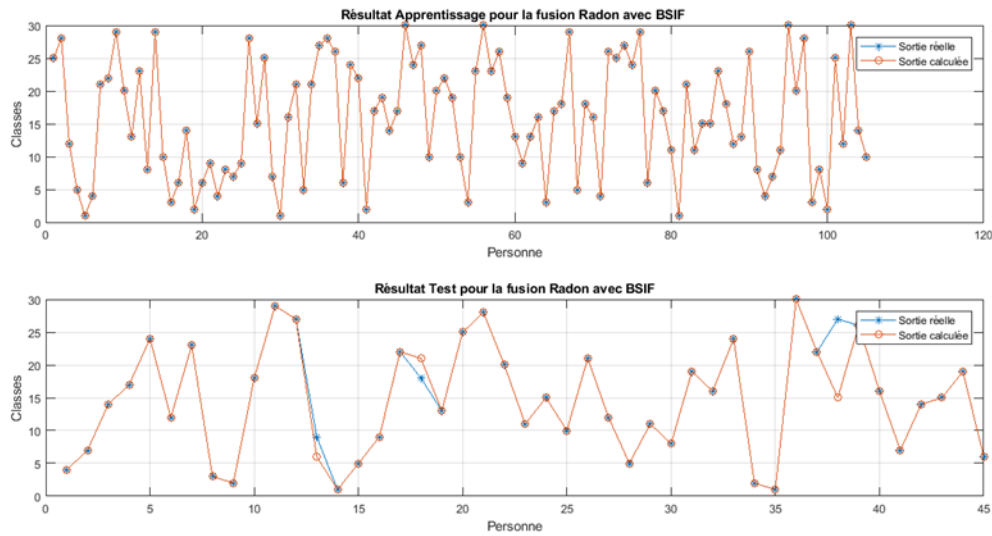 Résultat Apprentissage pour la fusion Radon avec BSIF
30
25
20
15
10
5
0
Classes
Sortie réelle
Sortie calculée
0 20 40 60 80 100 120
Personne
Résultat Test pour la fusion Radon avec BSIF
30
25
20
15
10
5
0
Classes
Sortie réelle
Sortie calculée
0 5 10 15 20 25 30 35 40 45
Personne